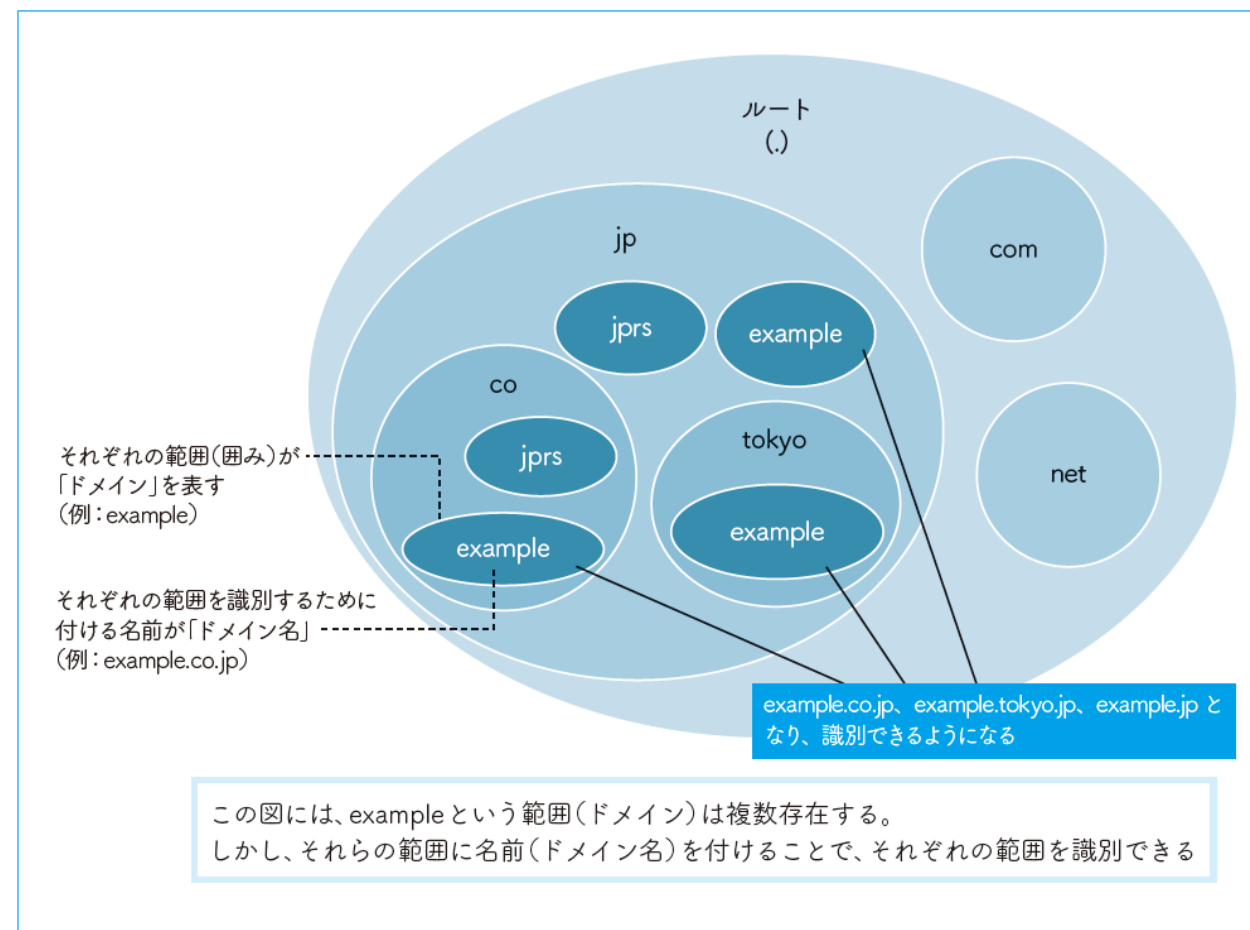 ルート
(.)
jp
com
jprs
example
co
tokyo
jprs
net
example
example
それぞれの範囲(囲み)が
「ドメイン」を表す
(例:example)
それぞれの範囲を識別するために
付ける名前が「ドメイン名」
(例:example.co.jp)
example.co.jp、example.tokyo.jp、example.jp と
なり、識別できるようになる
この図には、exampleという範囲(ドメイン)は複数存在する。
しかし、それらの範囲に名前(ドメイン名)を付けることで、それぞれの範囲を識別できる